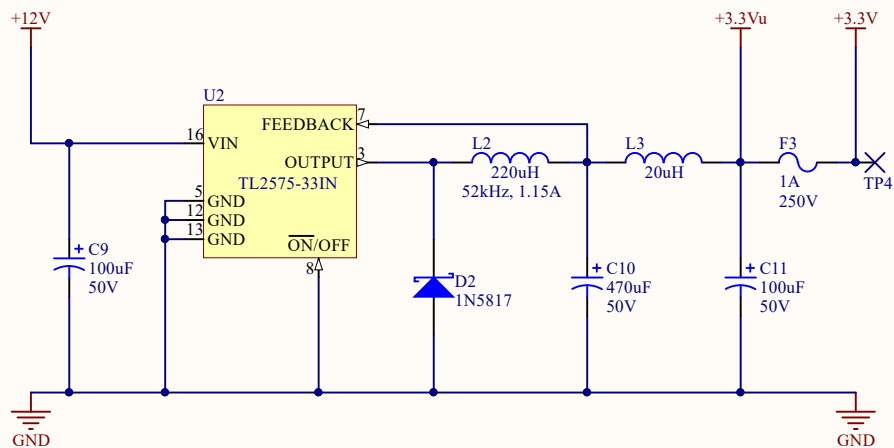 +12V
+3.3Vu
+3.3V
U2
7
FEEDBACK
16
VIN
OUTPUT
3
L2
220uH
52kHz, 1.15A
L3
20uH
F3
1A
250V
TP4
TL2575-33IN
5
GND
12
GND
13
GND
ON/OFF
8
C9
100uF
50V
D2
1N5817
C10
470uF
50V
C11
100uF
50V
GND
GND